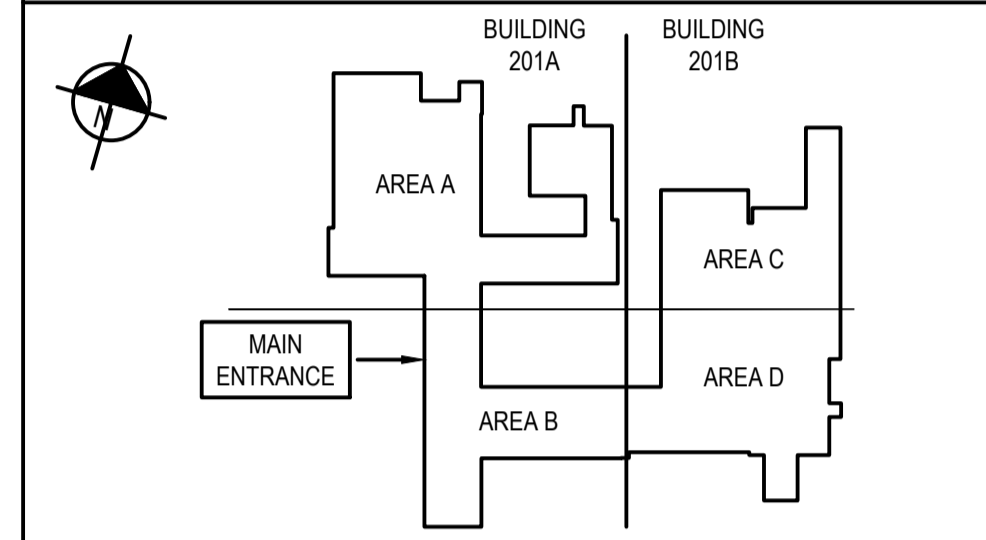 BUILDING
201A
BUILDING
201B
N
AREA A
AREA C
MAIN
ENTRANCE
AREA D
AREA B